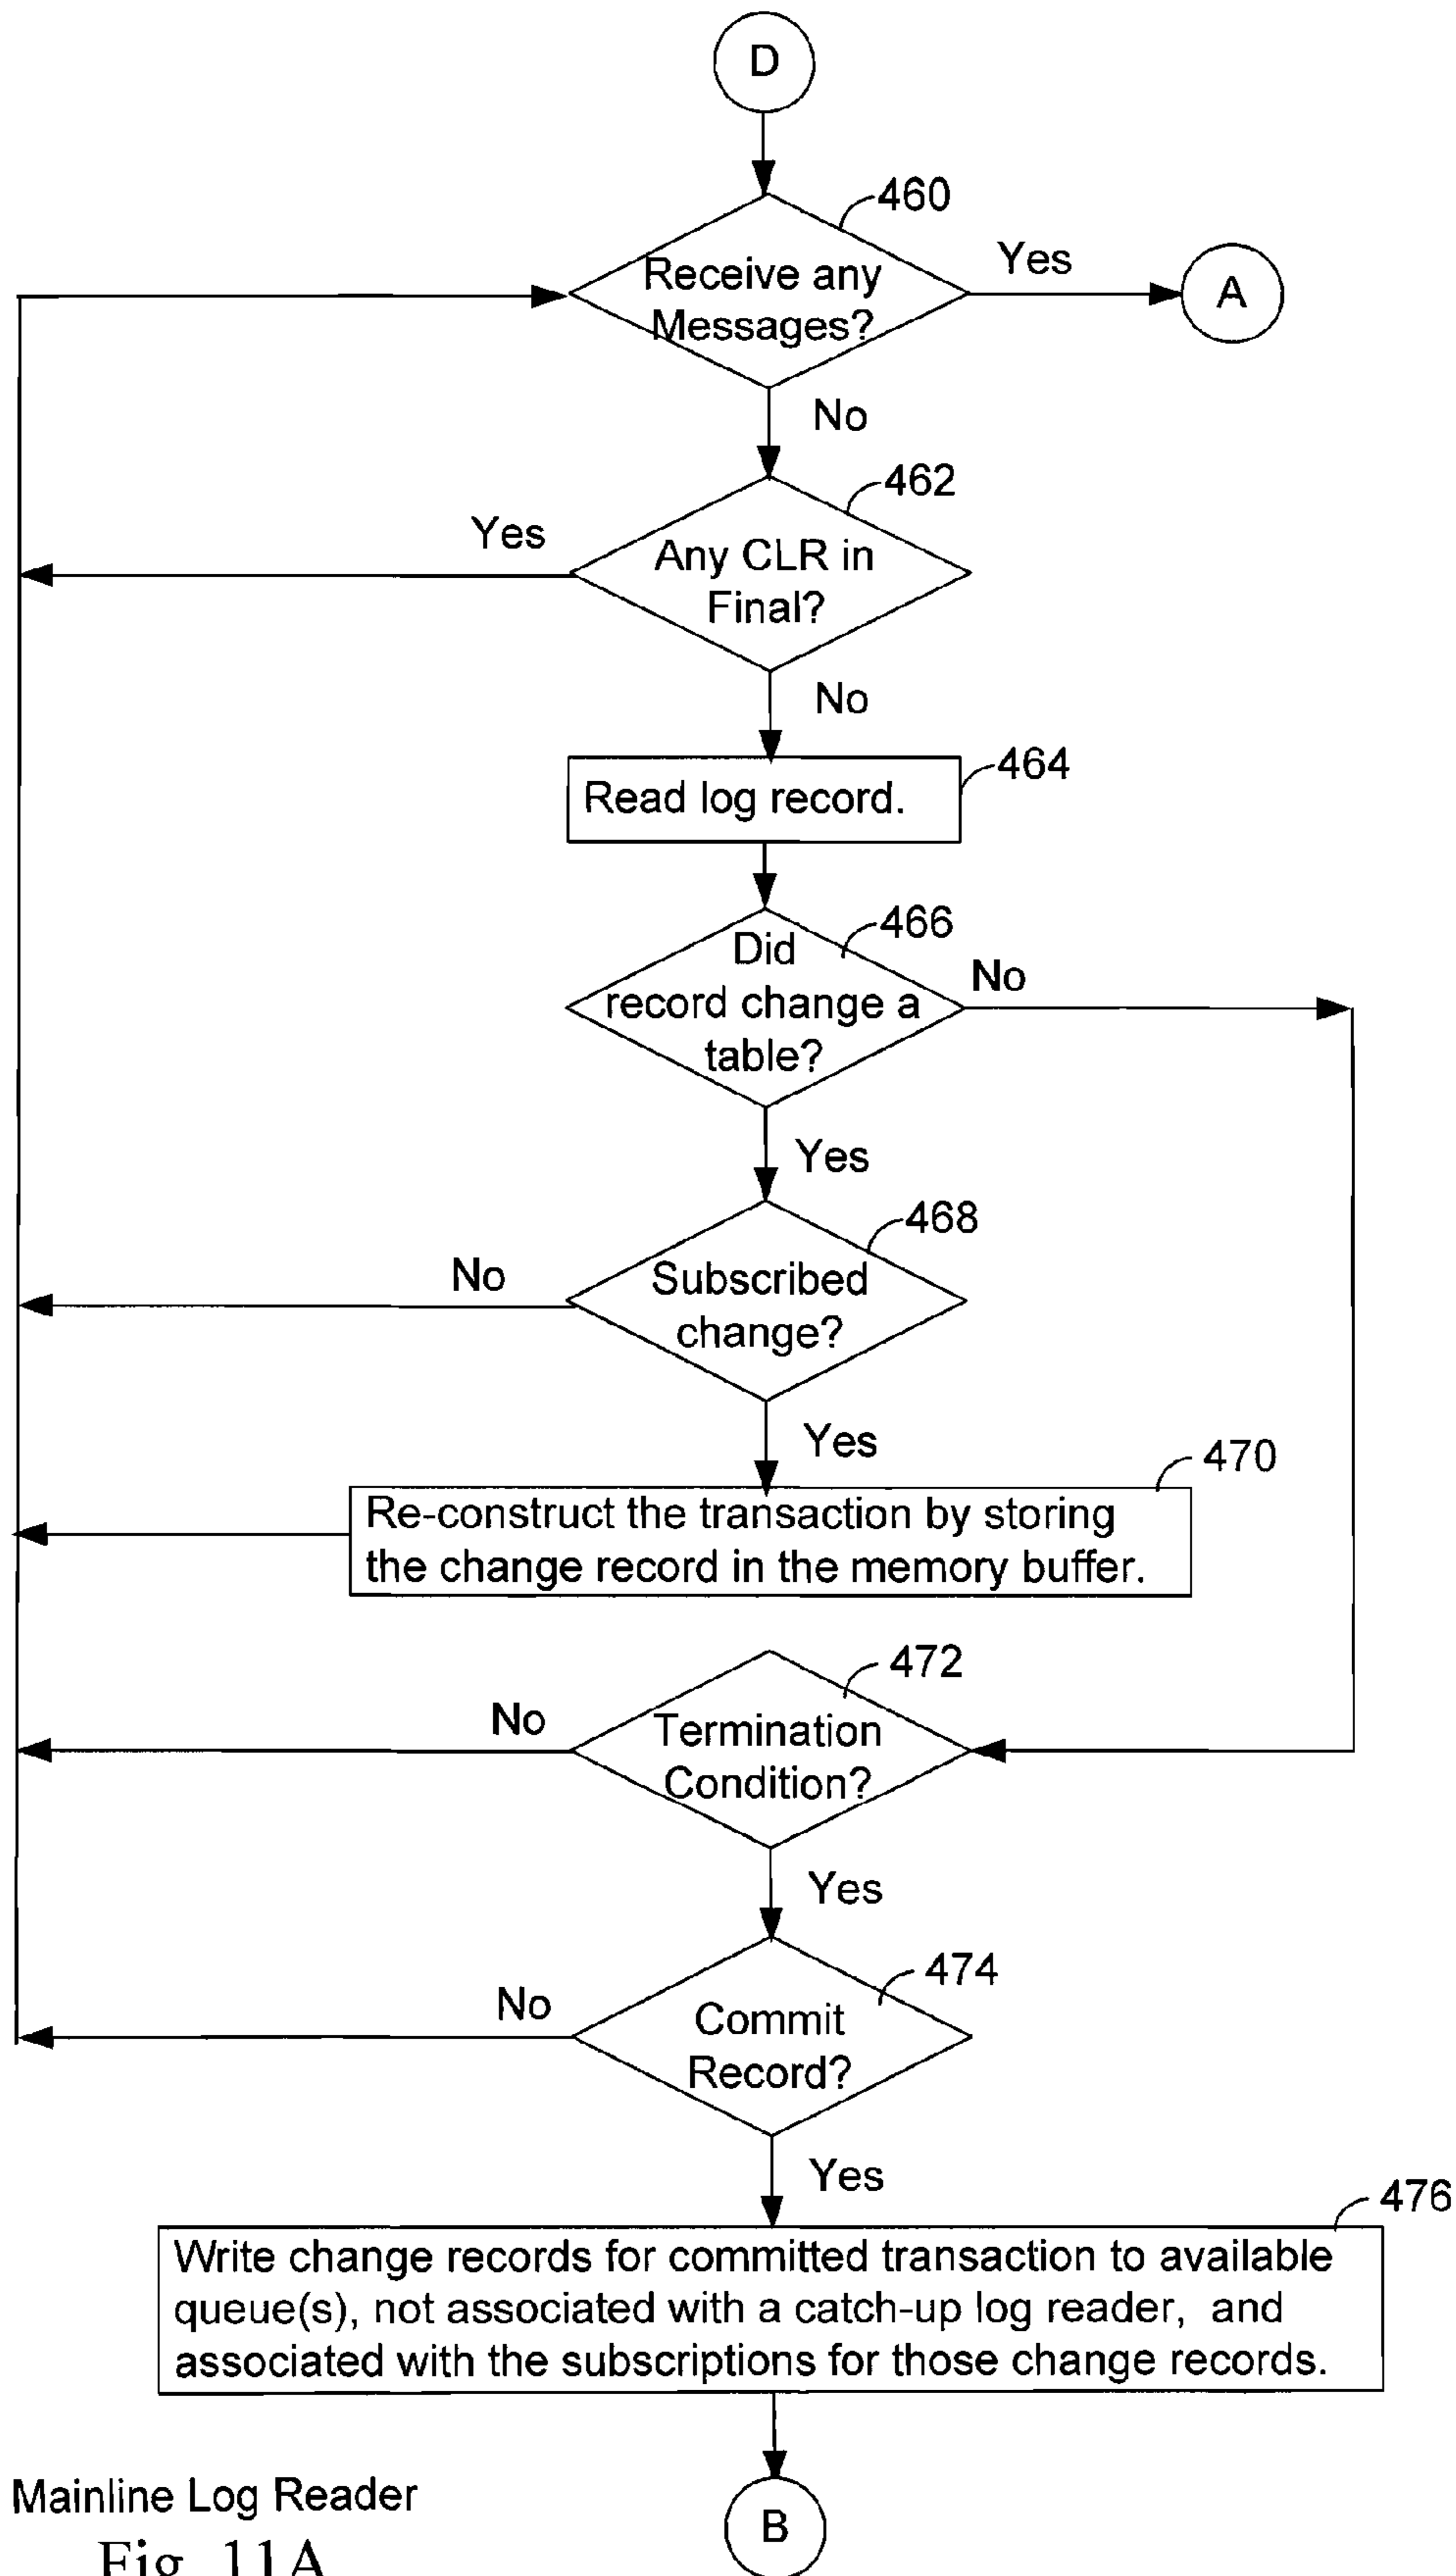 D
460
Receive any
Messages?
Yes
A
No
462
Yes
Any CLR in
Final?
No
464
Read log record.
466
Did
record change a
table?
No
Yes
468
No
Subscribed
change?
Yes
470
Re-construct the transaction by storing
the change record in the memory buffer.
472
No
Termination
Condition?
Yes
474
No
Commit
Record?
Yes
476
Write change records for committed transaction to available
queue(s), not associated with a catch-up log reader, and
associated with the subscriptions for those change records.
Mainline Log Reader
B
Fig. 11A